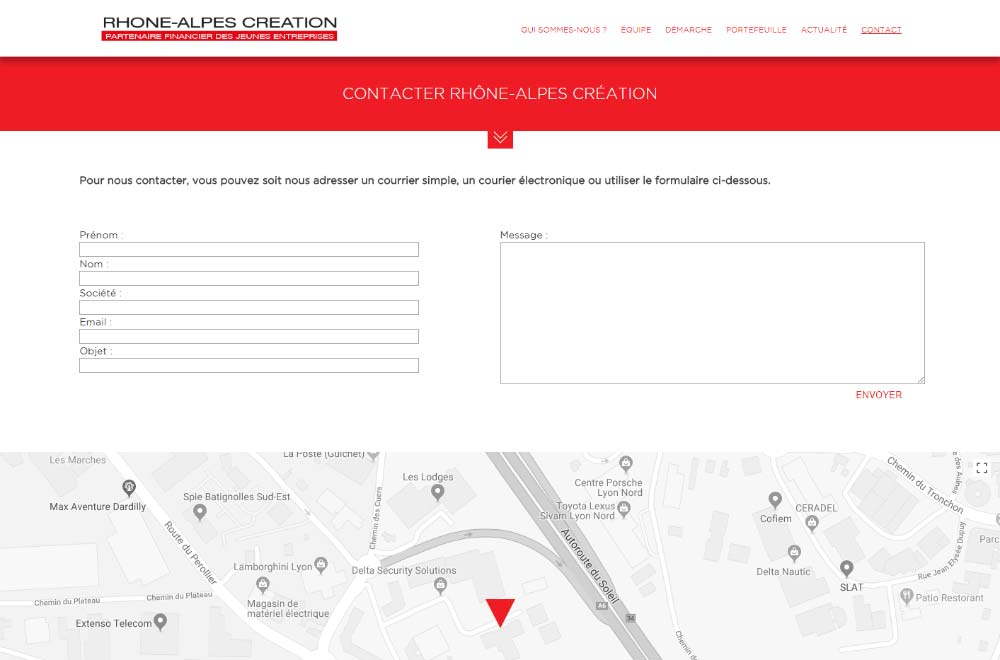 RHONE-ALPES CREATION
PARTENAIRE FINANCIER DES JEUNES ENTREPRISES
QUI SOMMES-NOUS ? ÉQUIPE DÉMARCHE PORTEFEUILLE ACTUALITÉ CONTACT
CONTACTER RHÔNE-ALPES CRÉATION
Pour nous contacter, vous pouvez soit nous adresser un courrier simple, un courier électronique ou utiliser le formulaire ci-dessous.
Prénom :
Nom :
Société :
Email :
Objet :
Message :
ENVOYER
Les Marches
La Poste (Guichet)
Max Aventure Dardilly
Spie Batignolles Sud-Est
Les Lodges
Centre Porsche
Lyon Nord
Toyota Lexus
Sivam Lyon Nord
Cofiem
CERADEL
Chemin du Tronchon
Parc
Route du Perollier
Chemin des Cuers
Autoroute du Soleil
Lamborghini Lyon
Delta Security Solutions
Delta Nautic
SLAT
Rue Jean Elysée Dupuy
Patio Restorant
Chemin du Plateau
Chemin du Plateau
Magasin de
matériel électrique
Extenso Telecom
A6
Chemin de